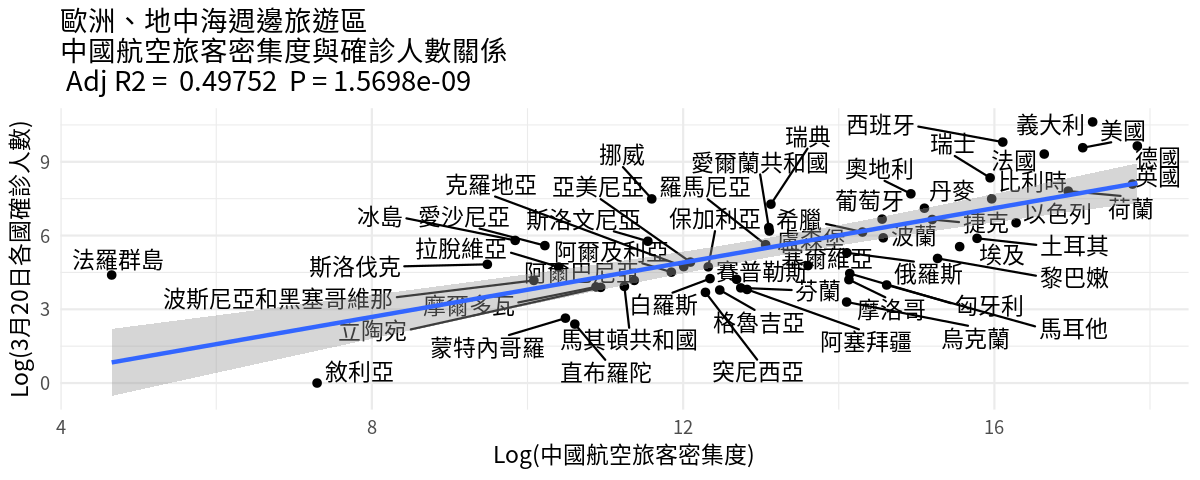 歐洲、地中海週邊旅遊區
中國航空旅客密集度與確診人數關係
Adj R2 = 0.49752 P = 1.5698e-09
Log(3月20日各國確診人數)
9
6
3
0
西班牙
義大利
美國
瑞典
瑞士
法國
德國
挪威
愛爾蘭共和國
奧地利
比利時
英國
克羅地亞
亞美尼亞
羅馬尼亞
葡萄牙
丹麥
荷蘭
冰島
愛沙尼亞
斯洛文尼亞
保加利亞
希臘
捷克
以色列
盧森堡
波蘭
拉脫維亞
阿爾及利亞
塞爾維亞
埃及
土耳其
法羅群島
斯洛伐克
阿爾巴尼亞
賽普勒斯
俄羅斯
黎巴嫩
波斯尼亞和黑塞哥維那
摩爾多瓦
白羅斯
芬蘭
摩洛哥
匈牙利
立陶宛
格魯吉亞
馬耳他
蒙特內哥羅
馬其頓共和國
阿塞拜疆
烏克蘭
敘利亞
直布羅陀
突尼西亞
4
8
12
16
Log(中國航空旅客密集度)